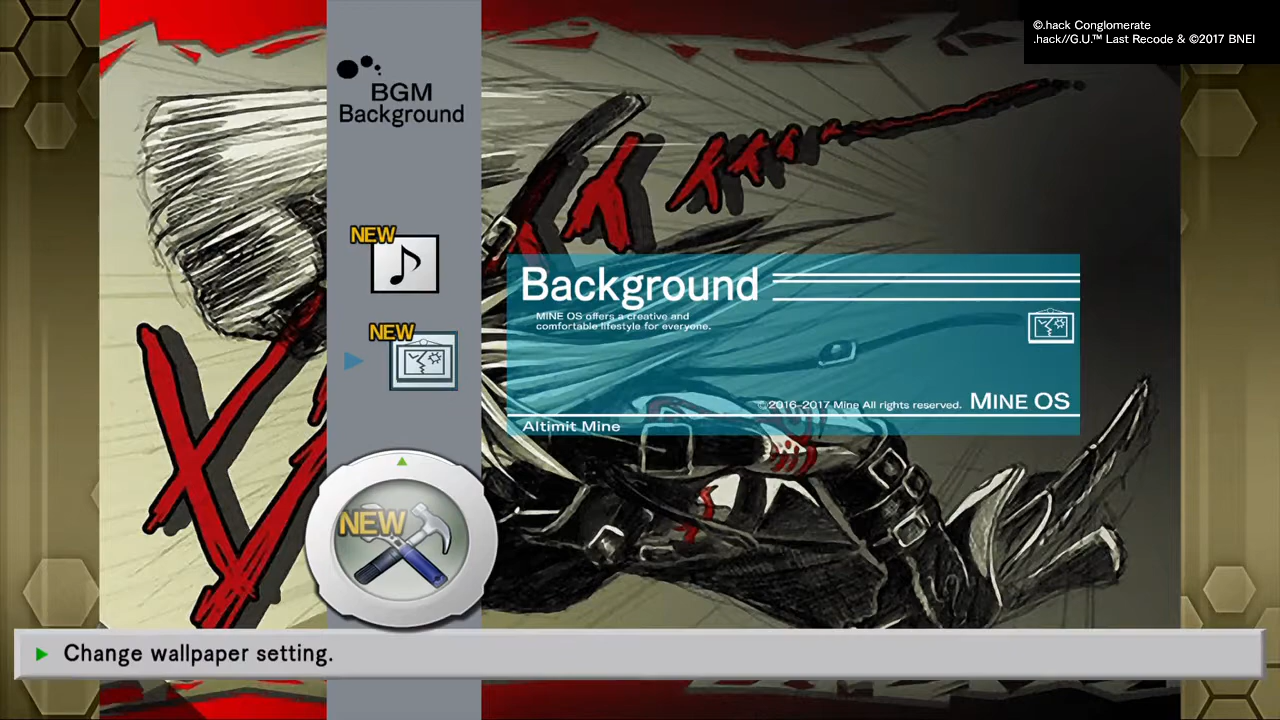 ©.hack Conglomerate
.hack//G.U.™ Last Recode & ©2017 BNEI
BGM
Background
NEW
NEW
NEW
Background
MINE OS offers a creative and
comfortable lifestyle for everyone.
©2016-2017 Mine All rights reserved. MINE OS
Altimit Mine
Change wallpaper setting.